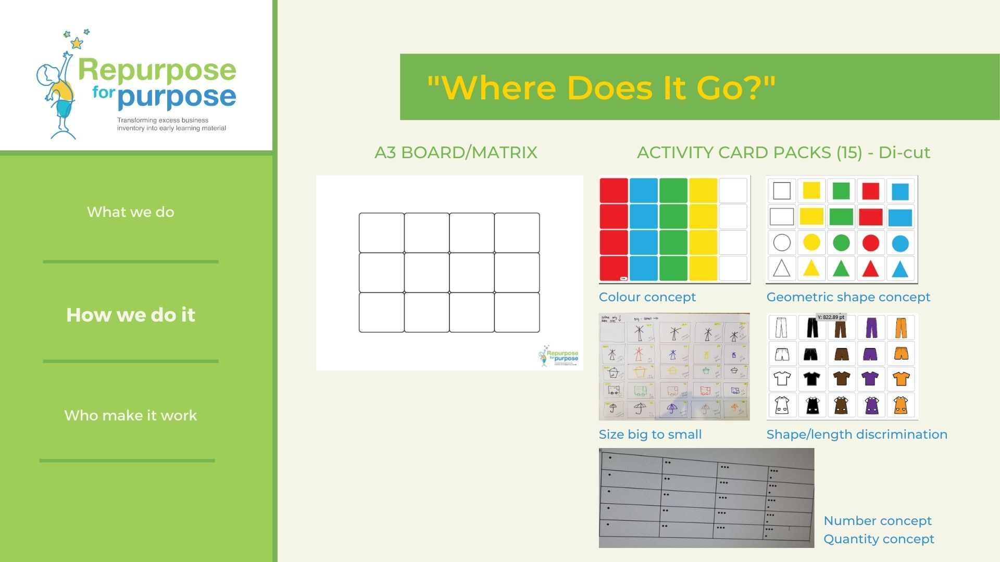 Repurpose
for purpose
Transforming excess business
inventory into early learning material
What we do
How we do it
Who make it work
"Where Does It Go?"
A3 BOARD/MATRIX
ACTIVITY CARD PACKS (15) - Di-cut
Repurpose
for purpose
Colour concept
Geometric shape concept
Big - small
Y: 822.89 pt
Size big to small
Shape/length discrimination
Number concept
Quantity concept